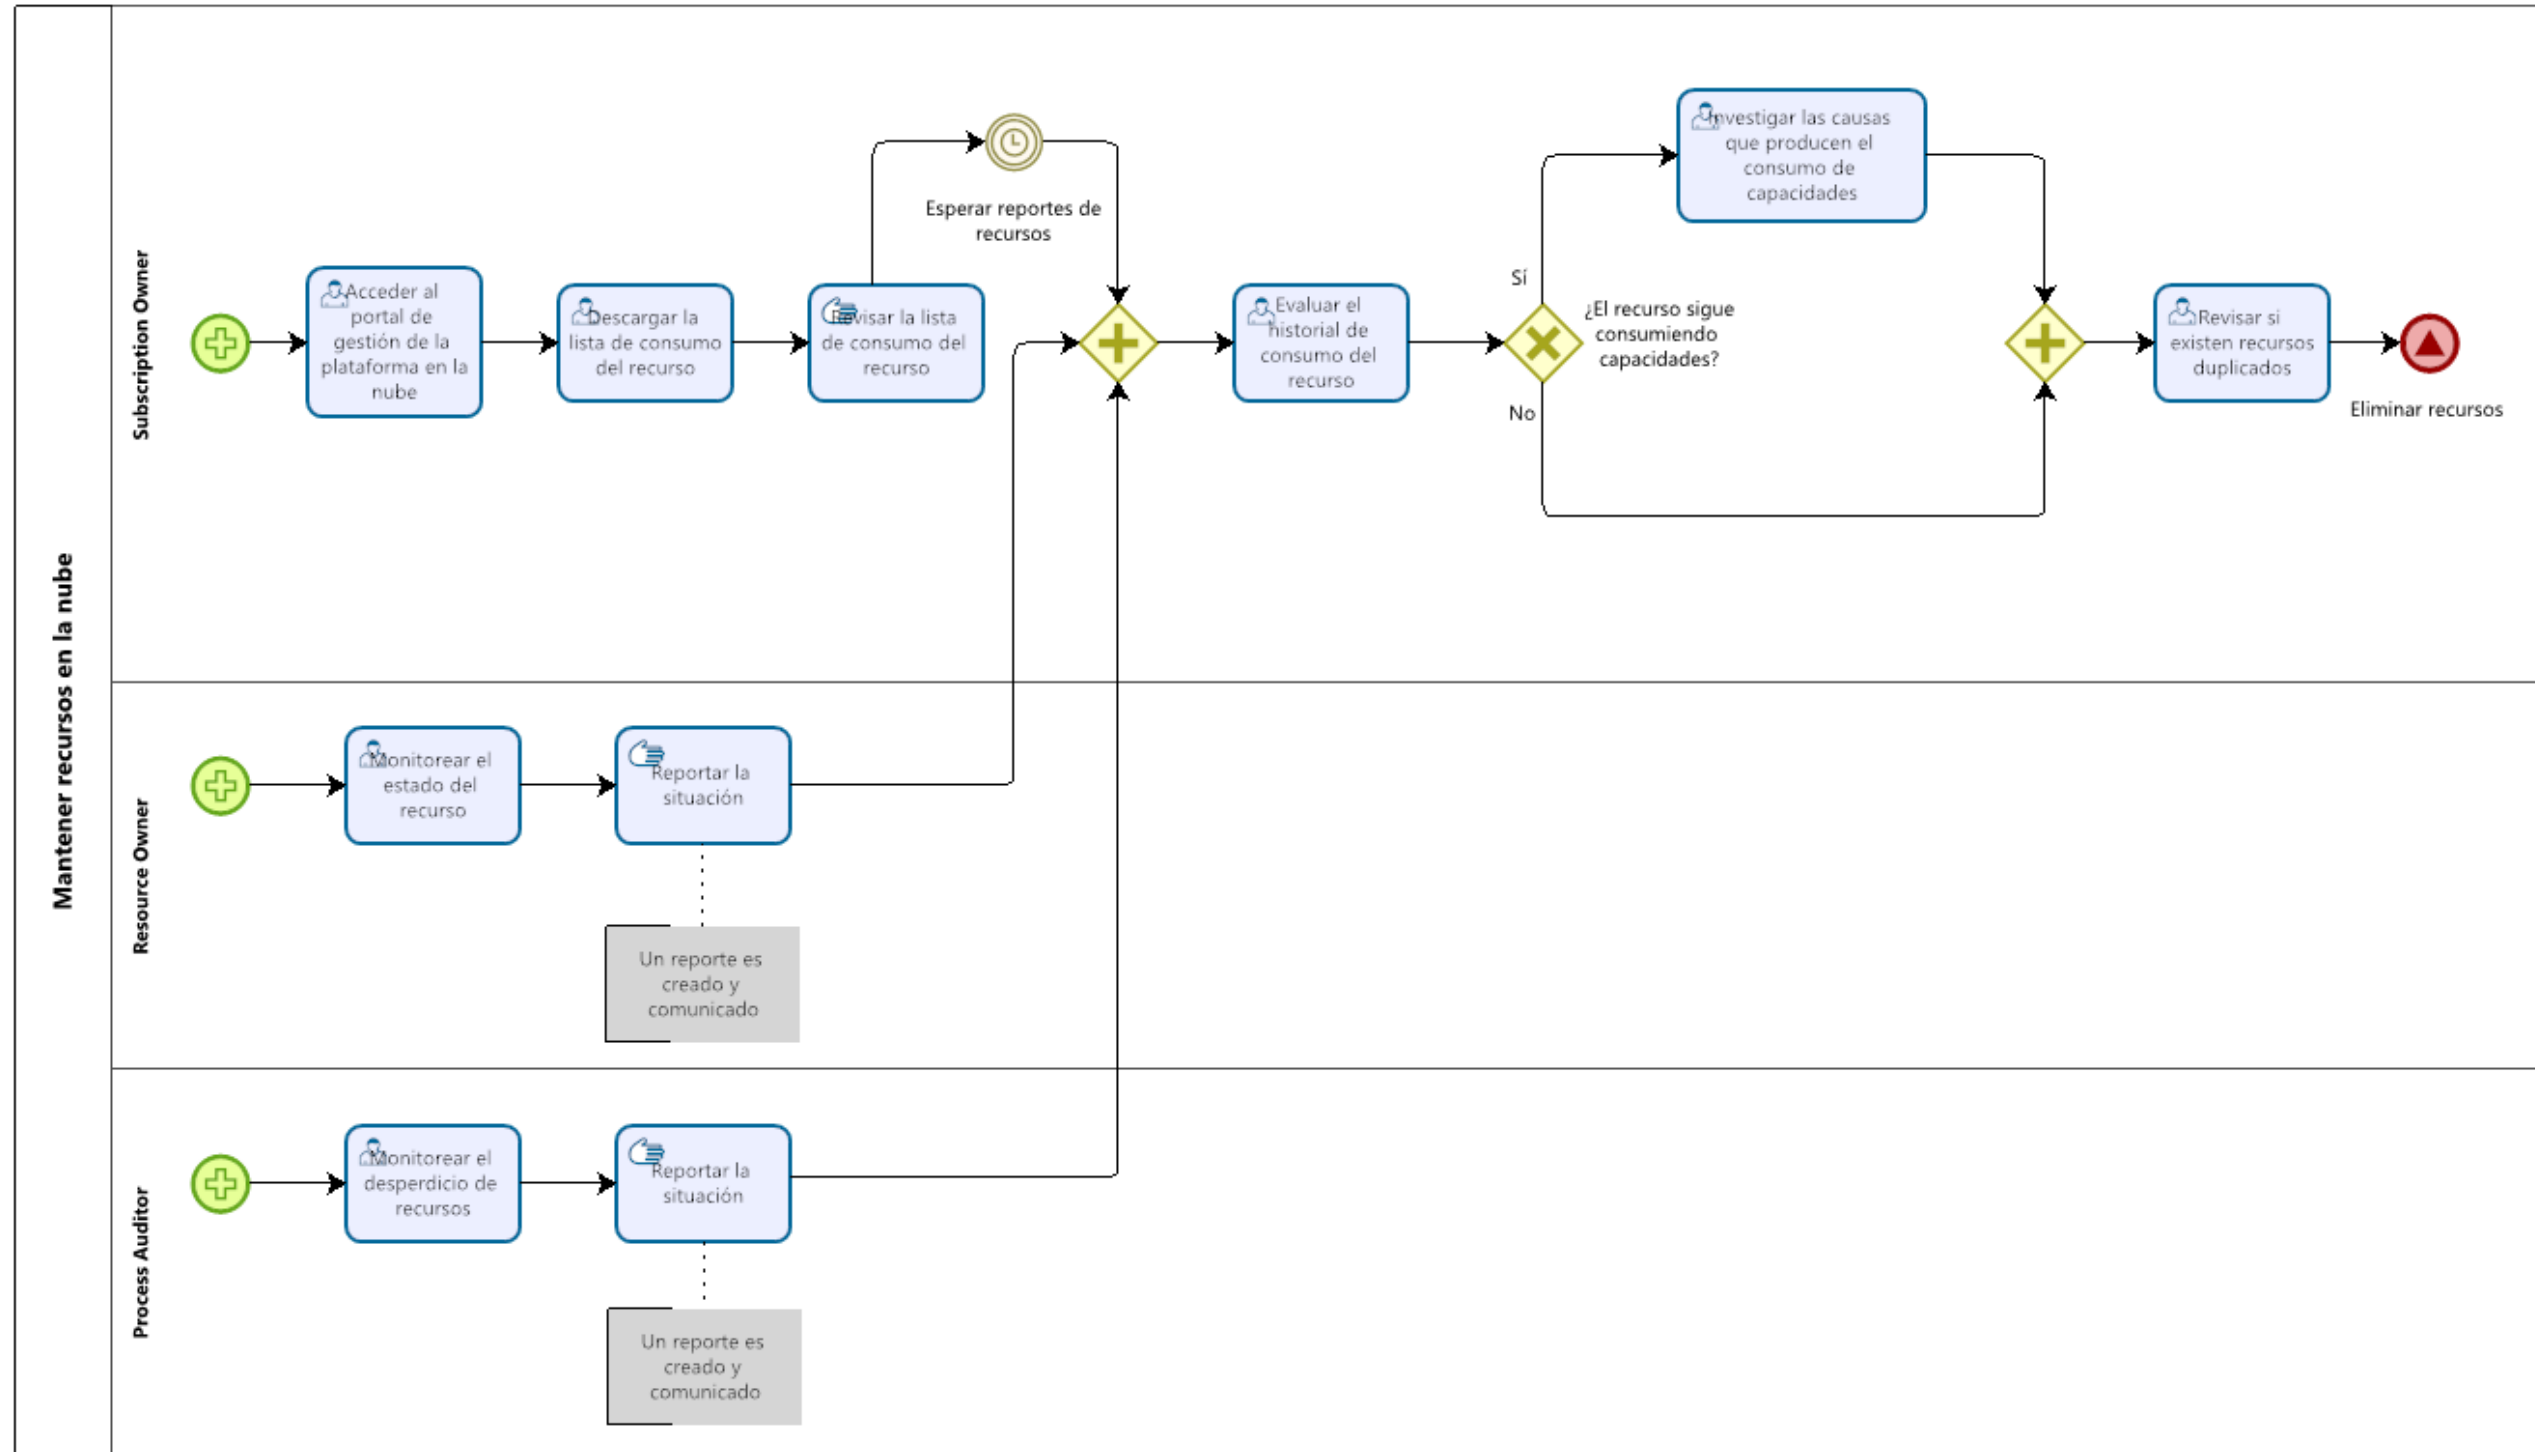 Mantener recursos en la nube
Subscription Owner
Acceder al
portal de
gestión de la
plataforma en la
nube
Descargar la
lista de consumo
del recurso
Revisar la lista
de consumo del
recurso
Esperar reportes de
recursos
Evaluar el
historial de
consumo del
recurso
Sí
¿El recurso sigue
consumiendo
capacidades?
No
Investigar las causas
que producen el
consumo de
capacidades
Revisar si
existen recursos
duplicados
Eliminar recursos
Resource Owner
Monitorear el
estado del
recurso
Reportar la
situación
Un reporte es
creado y
comunicado
Process Auditor
Monitorear el
desperdicio de
recursos
Reportar la
situación
Un reporte es
creado y
comunicado